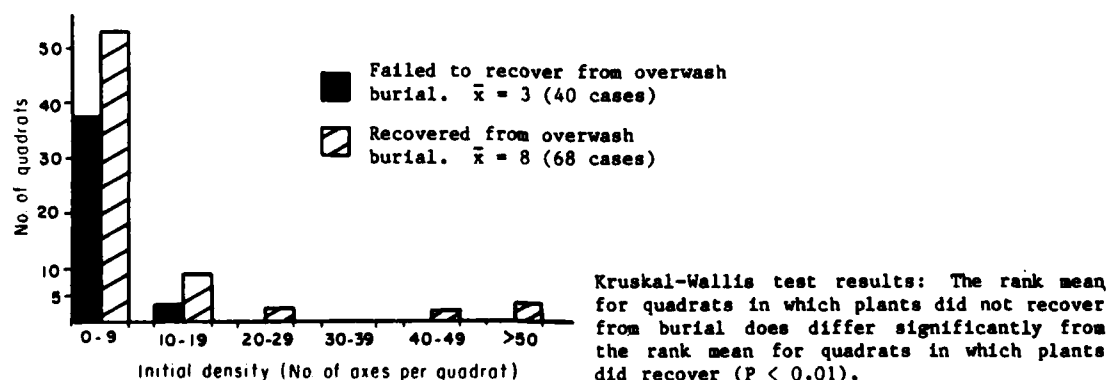 50
40
30
20
10
5
No. of quadrats
Failed to recover from overwash
burial. x̄ = 3 (40 cases)
Recovered from overwash
burial. x̄ = 8 (68 cases)
0-9 10-19 20-29 30-39 40-49 >50
Initial density (No. of axes per quadrat)
Kruskal-Wallis test results: The rank mean
for quadrats in which plants did not recover
from burial does differ significantly from
the rank mean for quadrats in which plants
did recover (P < 0.01).